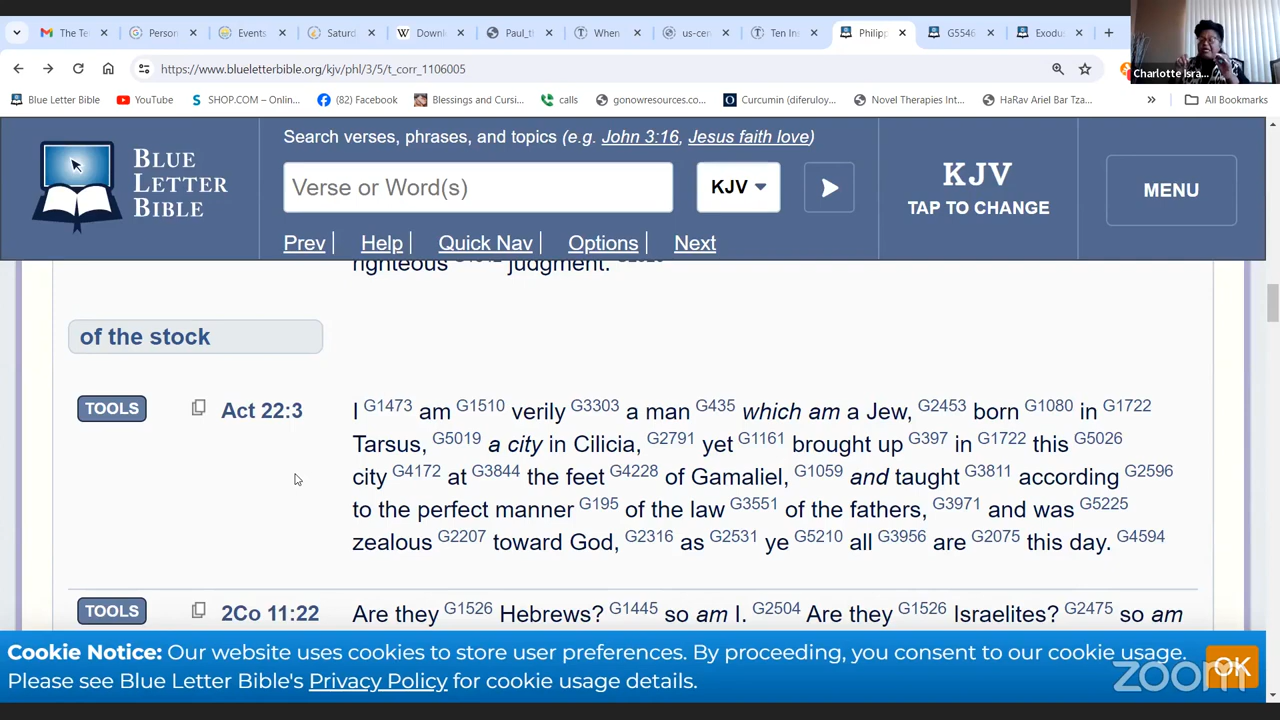 The Te
Person
Events
Saturd
Downl
Paul_t
When
us-cen
Ten In
Philipp
G5546
Exodus
https://www.blueletterbible.org/kjv/phl/3/5/t_corr_1106005
Charlotte Isra...
Blue Letter Bible
YouTube
SHOP.COM – Onlin...
(82) Facebook
Blessings and Cursi...
calls
gonowresources.co...
Curcumin (diferuloy...
Novel Therapies Int...
HaRav Ariel Bar Tza...
All Bookmarks
BLUE
LETTER
BIBLE
Search verses, phrases, and topics (e.g. John 3:16, Jesus faith love)
Verse or Word(s)
KJV
KJV
TAP TO CHANGE
MENU
Prev | Help | Quick Nav | Options | Next
righteous judgment.
of the stock
TOOLS
Act 22:3
I G1473 am G1510 verily G3303 a man G435 which am a Jew, G2453 born G1080 in G1722
Tarsus, G5019 a city in Cilicia, G2791 yet G1161 brought up G397 in G1722 this G5026
city G4172 at G3844 the feet G4228 of Gamaliel, G1059 and taught G3811 according G2596
to the perfect manner G195 of the law G3551 of the fathers, G3971 and was G5225
zealous G2207 toward God, G2316 as G2531 ye G5210 all G3956 are G2075 this day. G4594
TOOLS
2Co 11:22
Are they G1526 Hebrews? G1445 so am I. G2504 Are they G1526 Israelites? G2475 so am
Cookie Notice: Our website uses cookies to store user preferences. By proceeding, you consent to our cookie usage.
Please see Blue Letter Bible's Privacy Policy for cookie usage details.
OK
zoom